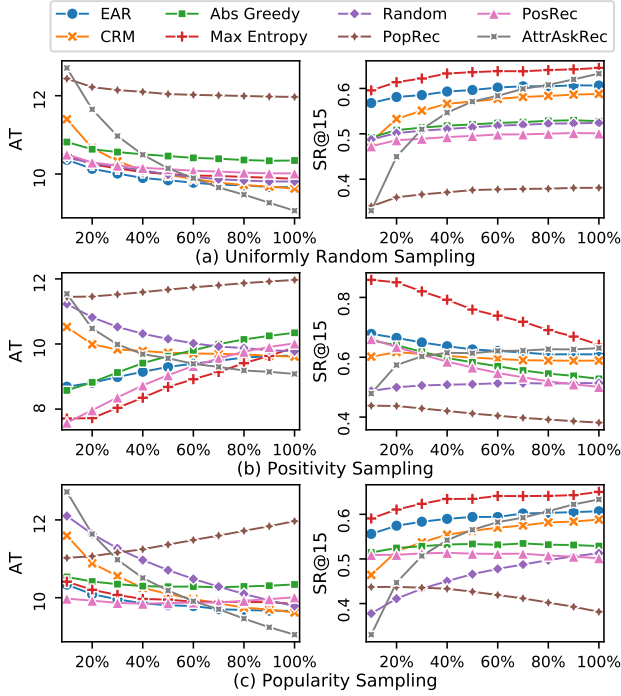 EAR Abs Greedy Random PosRec
CRM Max Entropy PopRec AttrAskRec
AT
12
10
20% 40% 60% 80% 100%
SR@15
0.6
0.5
0.4
20% 40% 60% 80% 100%
(a) Uniformly Random Sampling
AT
12
10
8
20% 40% 60% 80% 100%
SR@15
0.8
0.6
0.4
20% 40% 60% 80% 100%
(b) Positivity Sampling
AT
12
10
20% 40% 60% 80% 100%
SR@15
0.6
0.5
0.4
20% 40% 60% 80% 100%
(c) Popularity Sampling